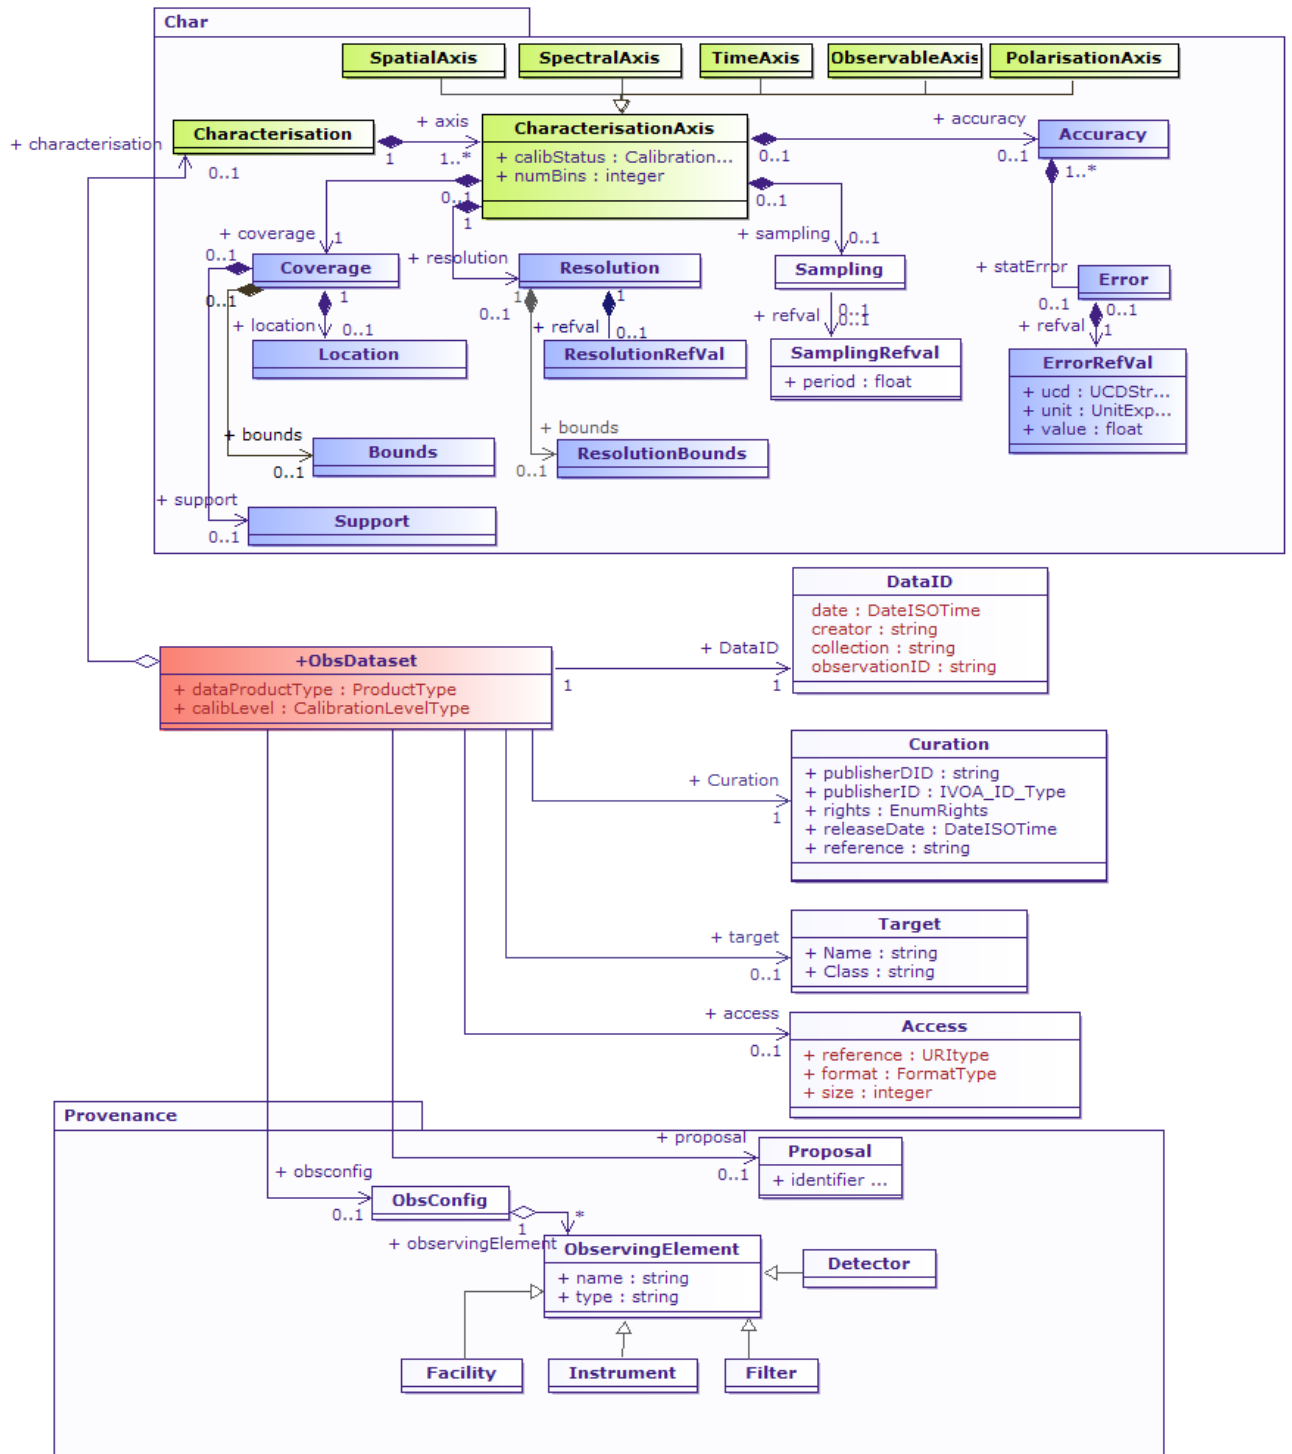 Char
SpatialAxis
SpectralAxis
TimeAxis
ObservableAxis
PolarisationAxis
+ characterisation
Characterisation
0..1
+ axis
1
1..*
CharacterisationAxis
+ calibStatus : Calibration...
+ numBins : integer
+ accuracy
0..1
0..1
Accuracy
1..*
0..1
1
0..1
+ coverage
1
+ resolution
+ sampling
0..1
+ statError
0..1
Coverage
0..1
1
Resolution
1
0..1
1
Sampling
0..1
0..1
Error
0..1
0..1
+ location
0..1
+ refval
0..1
+ refval
+ refval
1
Location
ResolutionRefVal
SamplingRefval
+ period : float
ErrorRefVal
+ ucd : UCDStr...
+ unit : UnitExp...
+ value : float
+ bounds
0..1
Bounds
+ bounds
0..1
ResolutionBounds
+ support
0..1
Support
DataID
date : DateISOTime
creator : string
collection : string
observationID : string
+ObsDataset
+ dataProductType : ProductType
+ calibLevel : CalibrationLevelType
+ DataID
1
1
Curation
+ publisherDID : string
+ publisherID : IVOA_ID_Type
+ rights : EnumRights
+ releaseDate : DateISOTime
+ reference : string
+ Curation
1
Target
+ Name : string
+ Class : string
+ target
0..1
Access
+ reference : URItype
+ format : FormatType
+ size : integer
+ access
0..1
Provenance
+ proposal
0..1
Proposal
+ identifier ...
+ obsconfig
0..1
ObsConfig
1
*
+ observingElement
ObservingElement
+ name : string
+ type : string
Detector
Facility
Instrument
Filter